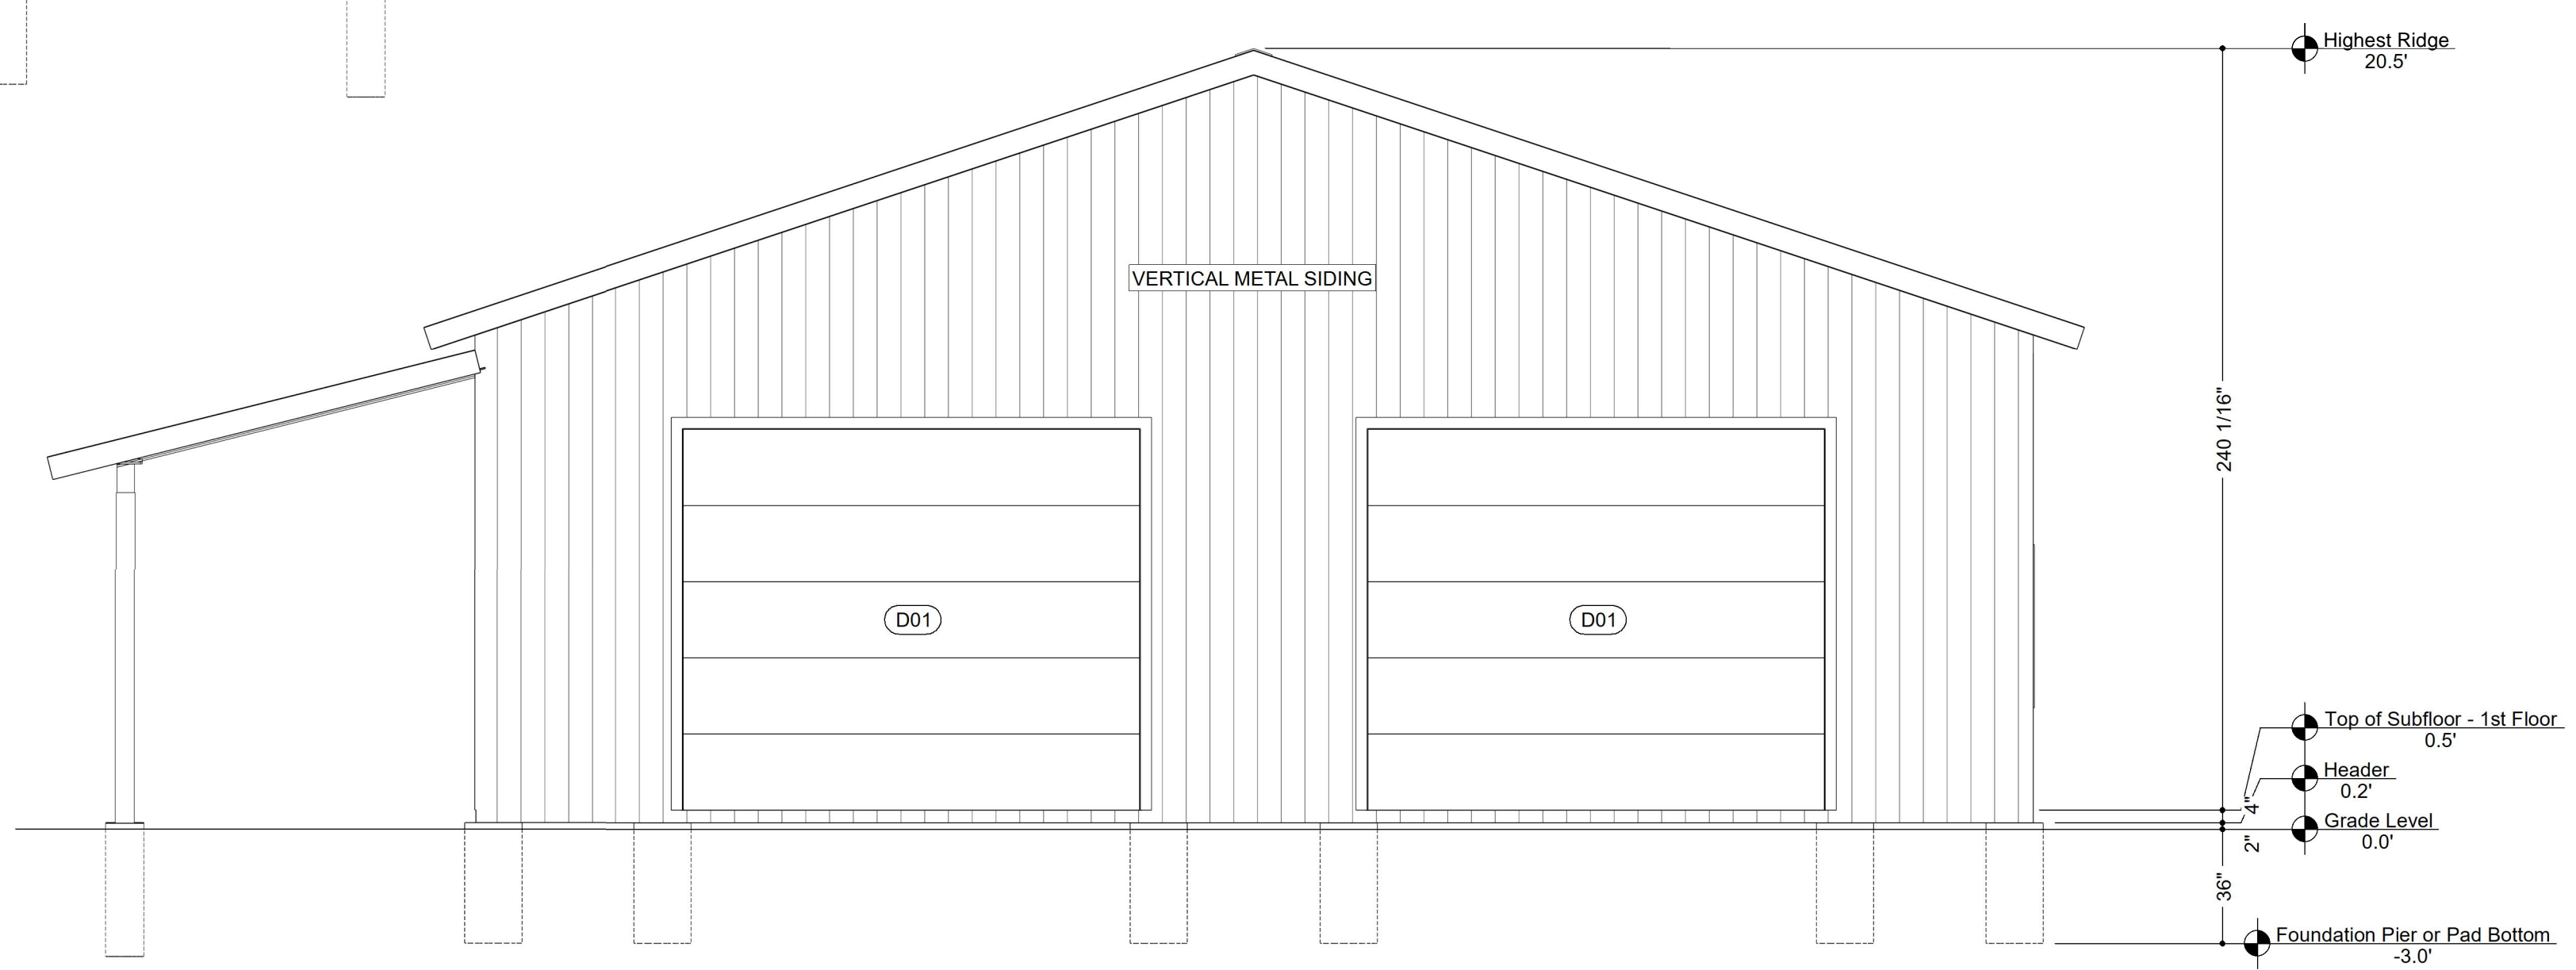 Highest Ridge
20.5'
VERTICAL METAL SIDING
240 1/16"
D01
D01
Top of Subfloor - 1st Floor
0.5'
Header
0.2'
4"
Grade Level
0.0'
2"
36"
Foundation Pier or Pad Bottom
-3.0'